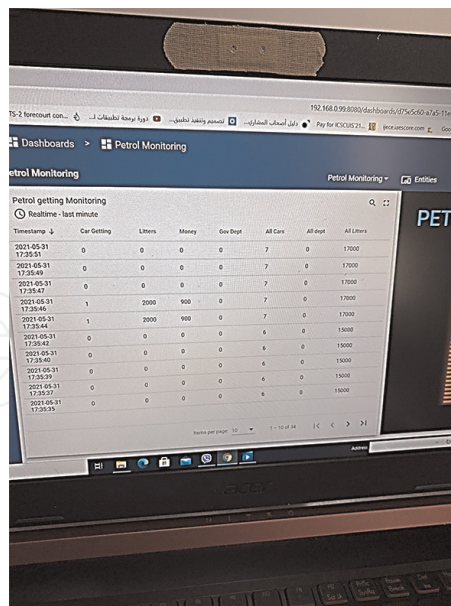 192.168.0.99:8080/dashboards/d75e5c60-a7a5-11e
TS-2 forecourt con... دورة برمجة تطبيقات لـ... تصميم وتنفيذ تطبيق... دليل أصحاب المشاري... Pay for ICSCUIS'21... ijece.iaescore.com Goo
Dashboards > Petrol Monitoring
etrol Monitoring Petrol Monitoring Entities
Petrol getting Monitoring
Realtime - last minute
PET
Timestamp ↓ Car Getting Litters Money Gov Dept All Cars All dept All Litters
2021-05-31 17:35:51 0 0 0 0 7 0 17000
2021-05-31 17:35:49 0 0 0 0 7 0 17000
2021-05-31 17:35:47 0 0 0 0 7 0 17000
2021-05-31 17:35:46 1 2000 900 0 7 0 17000
2021-05-31 17:35:44 1 2000 900 0 7 0 17000
2021-05-31 17:35:42 0 0 0 0 6 0 15000
2021-05-31 17:35:40 0 0 0 0 6 0 15000
2021-05-31 17:35:39 0 0 0 0 6 0 15000
2021-05-31 17:35:37 0 0 0 0 6 0 15000
2021-05-31 17:35:35 0 0 0 0 6 0 15000
Items per page: 10 1 – 10 of 34
Address
acer